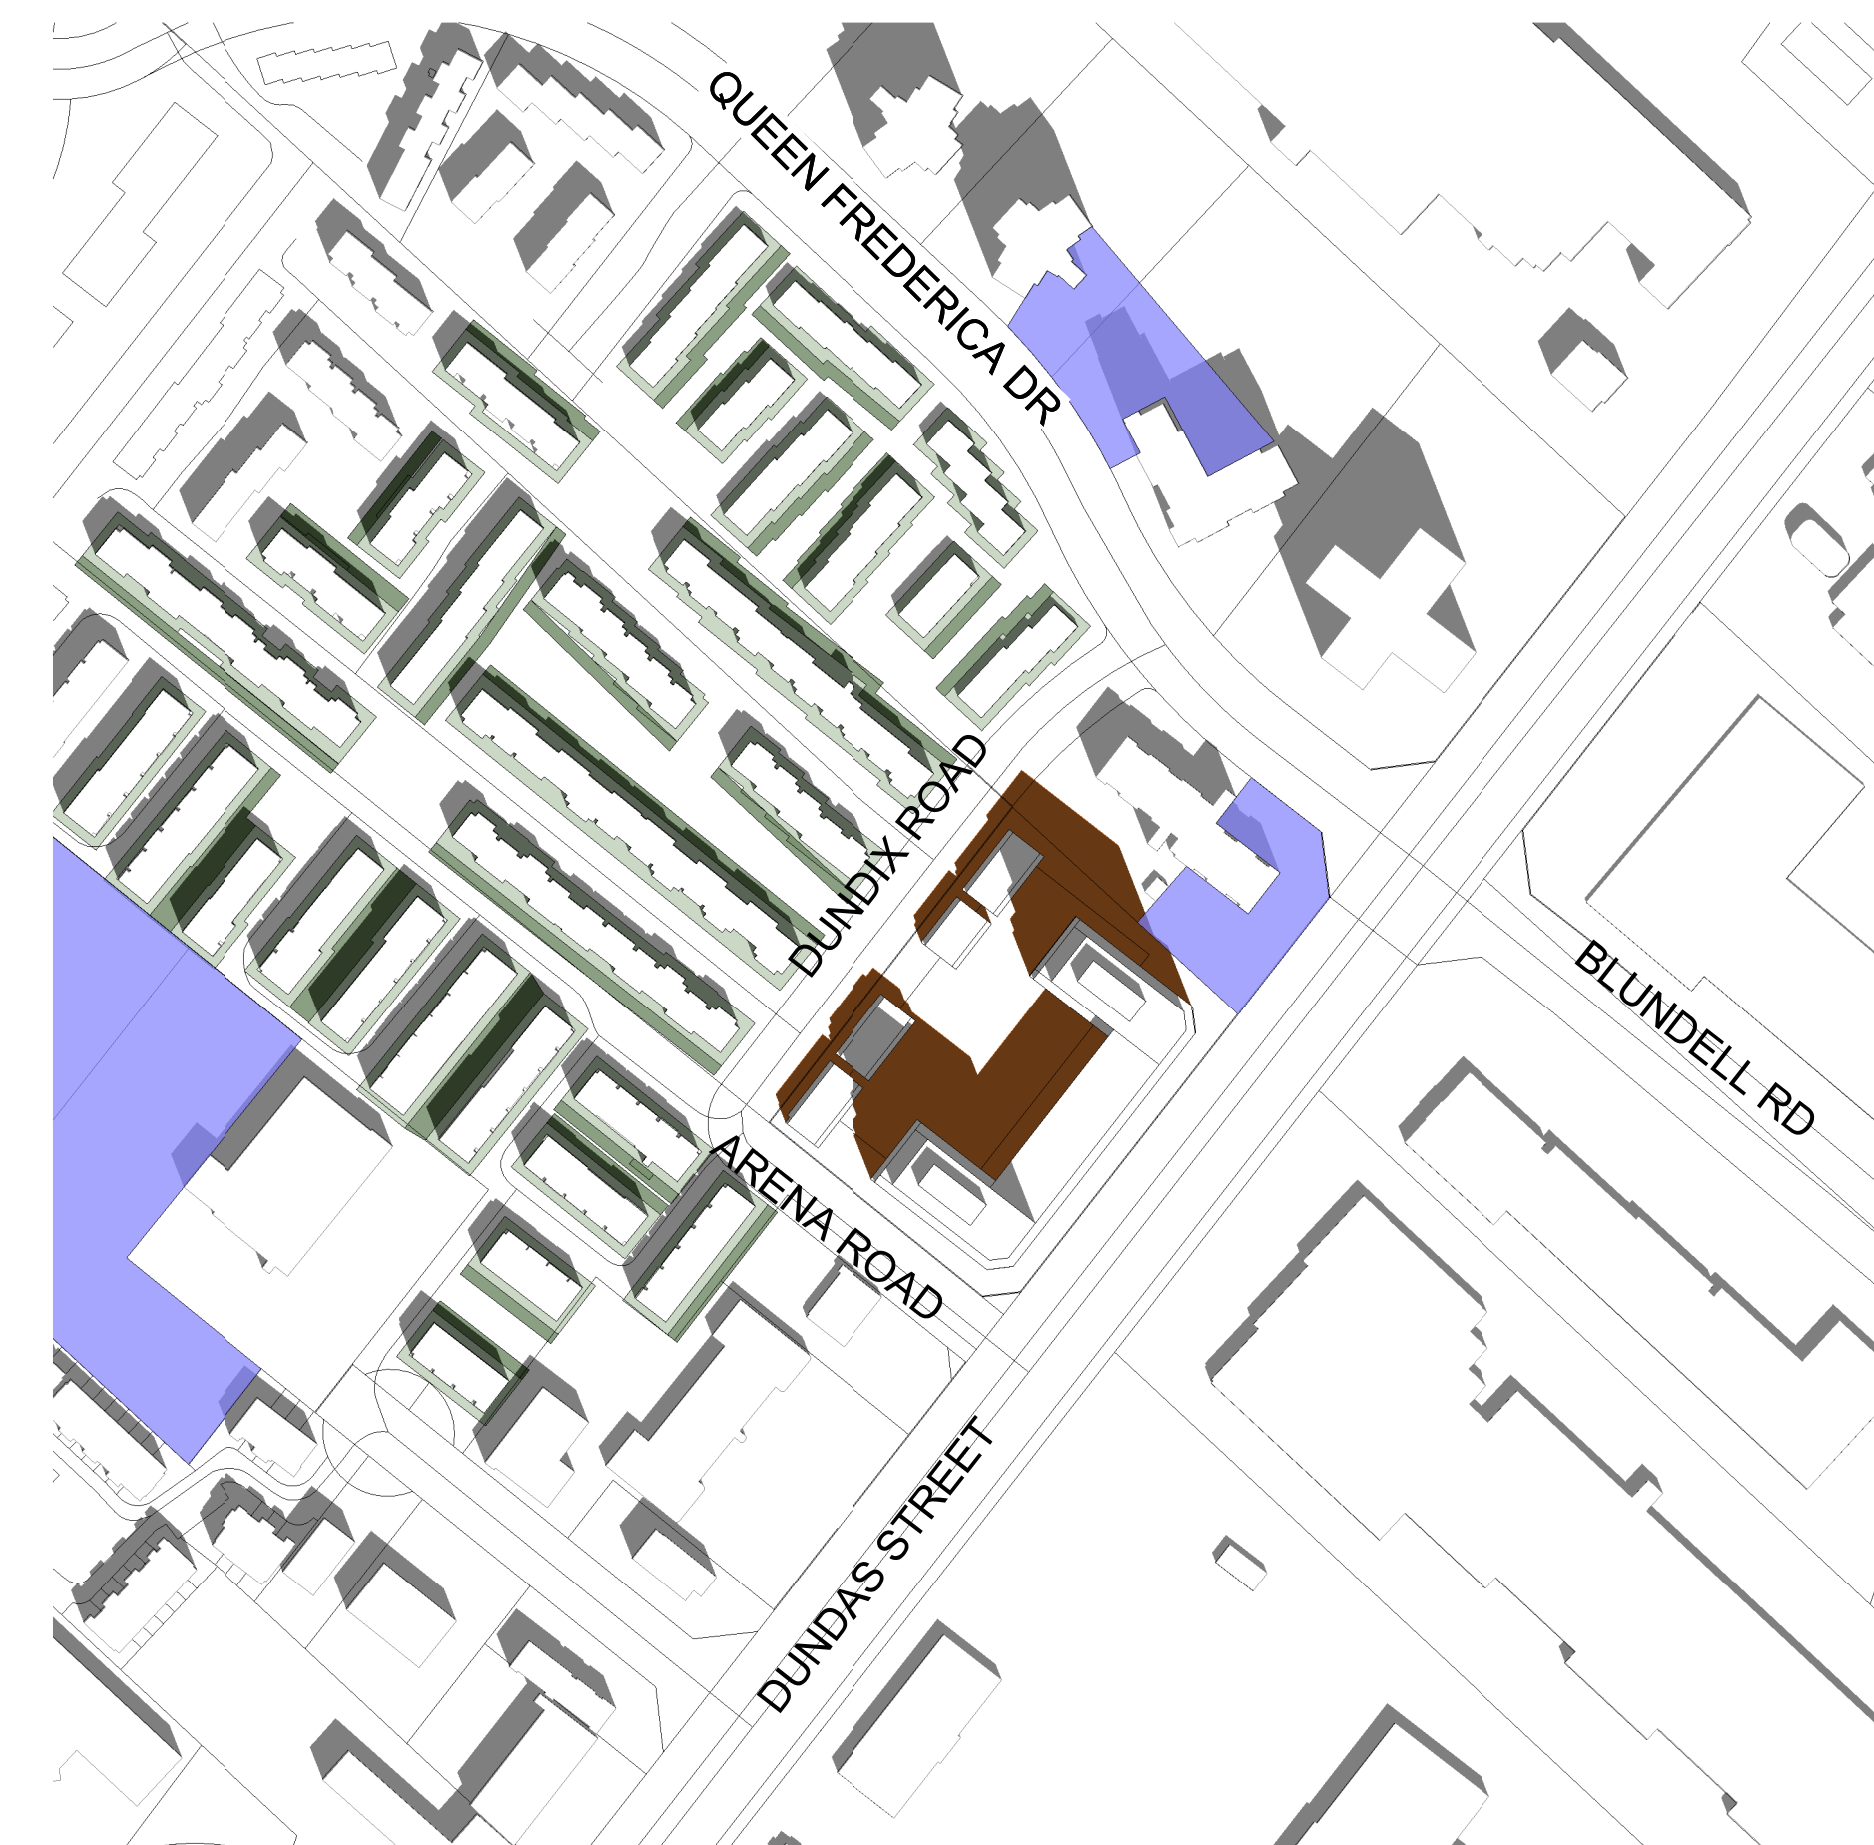 QUEEN FREDERICA DR
DUNDIX ROAD
BLUNDELL RD
ARENA ROAD
DUNDAS STREET